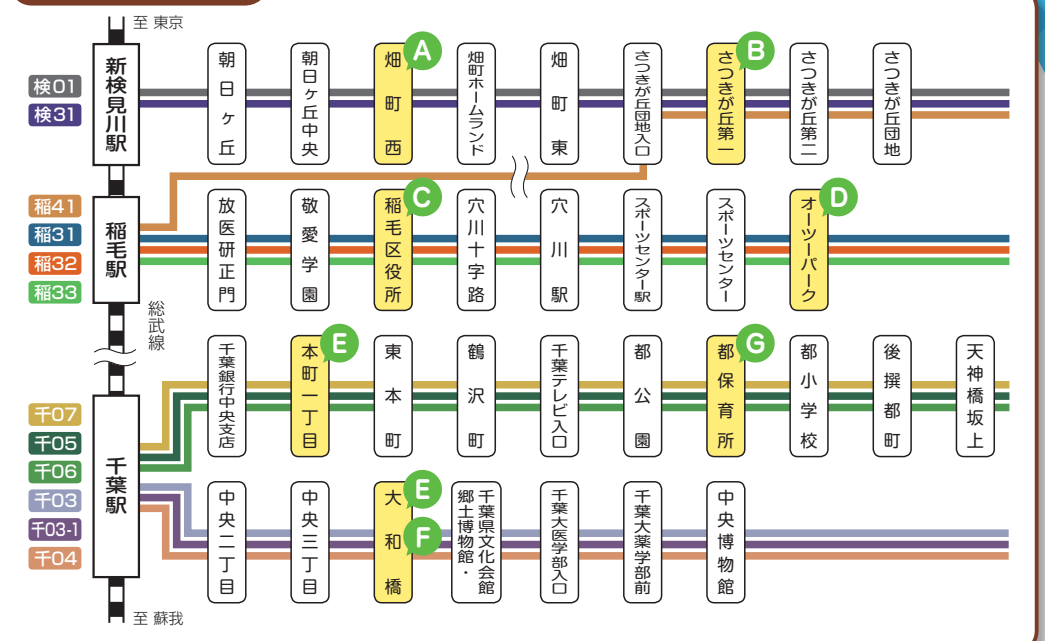 至 東京
検01
検31
新検見川駅
朝日ヶ丘
朝日ヶ丘中央
畑町西
A
畑町ホームランド
畑町東
さつきが丘団地入口
さつきが丘第一
B
さつきが丘第二
さつきが丘団地
稲41
稲31
稲32
稲33
稲毛駅
放医研正門
敬愛学園
稲毛区役所
C
穴川十字路
穴川駅
スポーツセンター駅
スポーツセンター
オーツーパーク
D
総武線
千07
千05
千06
千03
千03-1
千04
千葉駅
千葉銀行中央支店
本町一丁目
E
東本町
鶴沢町
千葉テレビ入口
都公園
都保育所
G
都小学校
後撰都町
天神橋坂上
中央二丁目
中央三丁目
大和橋
E
F
千葉県文化会館
郷土博物館・
千葉大医学部入口
千葉大薬学部前
中央博物館
至 蘇我